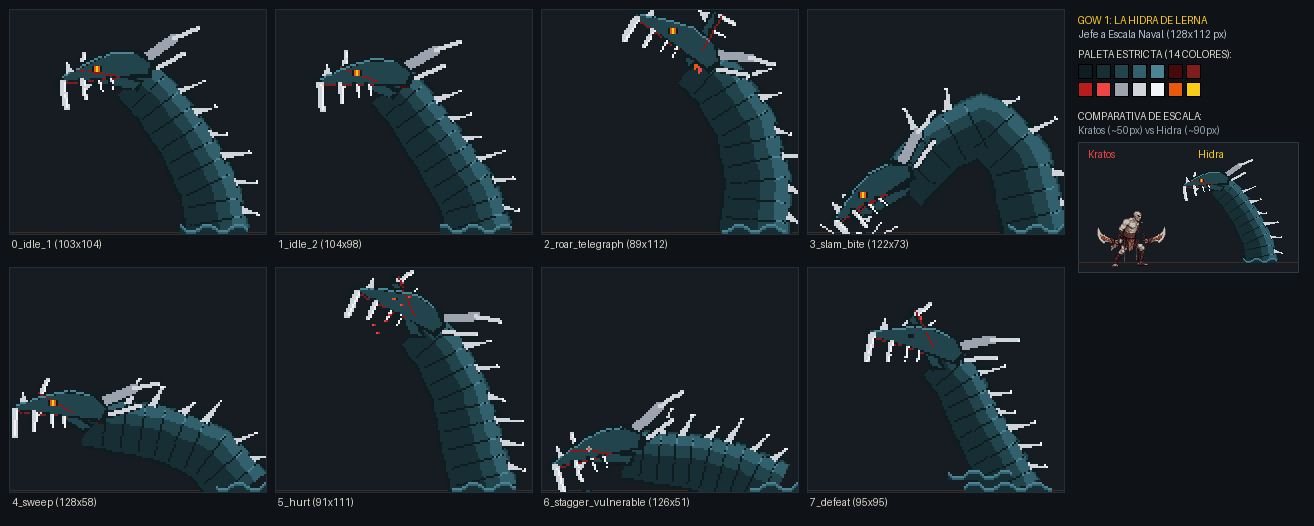 GOW 1: LA HIDRA DE LERNA
Jefe a Escala Naval (128x112 px)
PALETA ESTRICTA (14 COLORES):
COMPARATIVA DE ESCALA:
Kratos (~50px) vs Hidra (~90px)
Kratos
Hidra
0_idle_1 (103x104)
1_idle_2 (104x98)
2_roar_telegraph (89x112)
3_slam_bite (122x73)
4_sweep (128x58)
5_hurt (91x111)
6_stagger_vulnerable (126x51)
7_defeat (95x95)